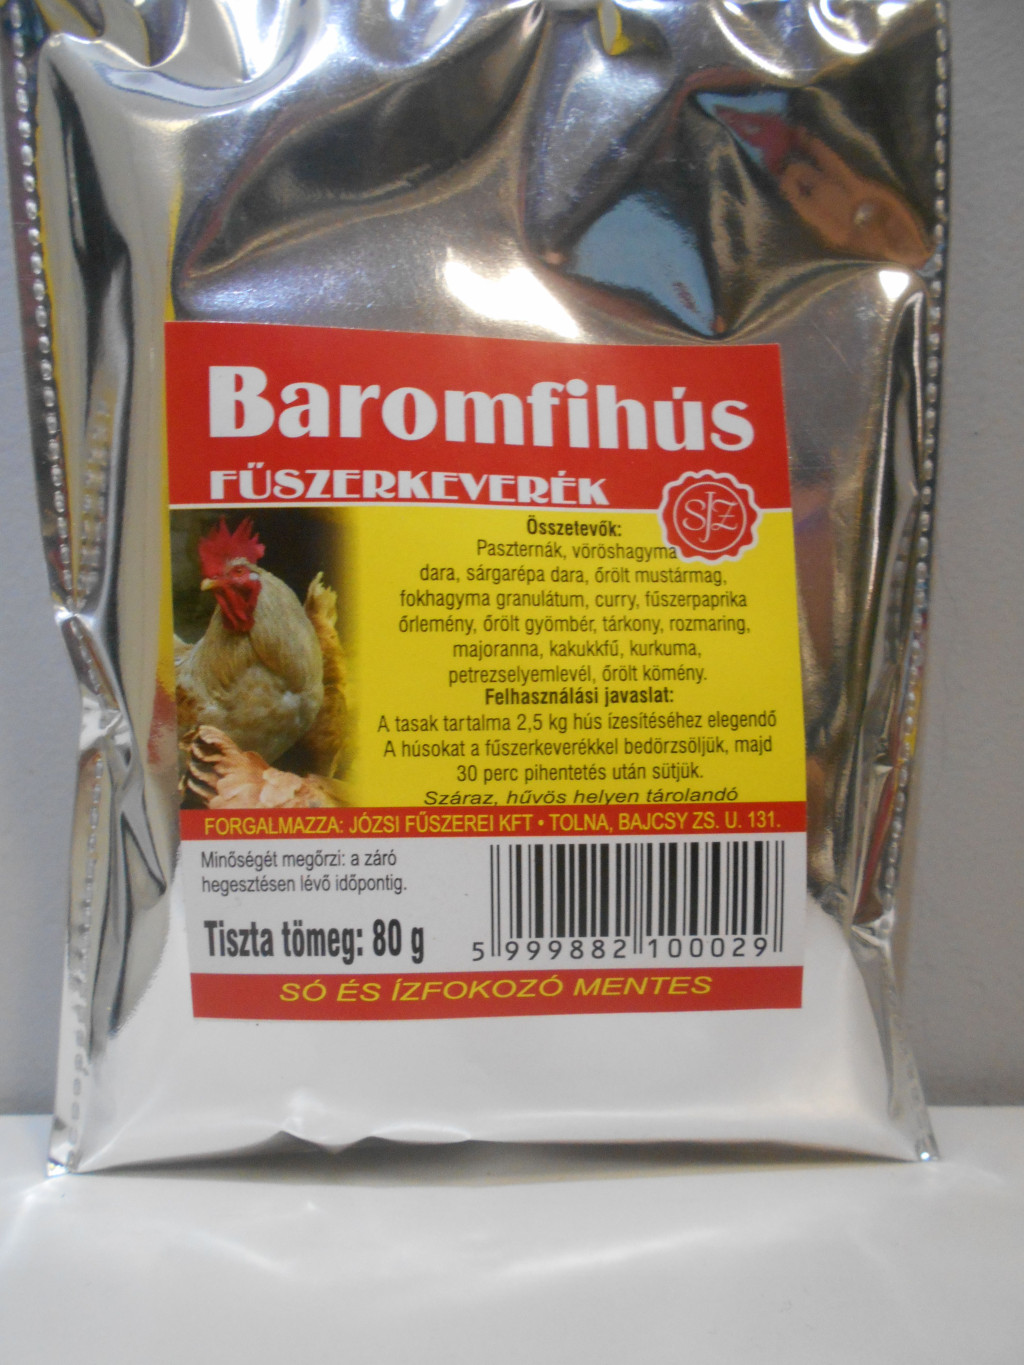 Baromfihús
FŰSZERKEVERÉK
SJZ
Összetevők:
Paszternák, vöröshagyma
dara, sárgarépa dara, őrölt mustármag,
fokhagyma granulátum, curry, fűszerpaprika
őrlemény, őrölt gyömbér, tárkony, rozmaring,
majoranna, kakukkfű, kurkuma,
petrezselyemlevél, őrölt kömény.
Felhasználási javaslat:
A tasak tartalma 2,5 kg hús ízesítéséhez elegendő
A húsokat a fűszerkeverékkel bedörzsöljük, majd
30 perc pihentetés után sütjük.
Száraz, hűvös helyen tárolandó
FORGALMAZZA: JÓZSI FŰSZEREI KFT • TOLNA, BAJCSY ZS. U. 131.
Minőségét megőrzi: a záró
hegesztésen lévő időpontig.
Tiszta tömeg: 80 g
5 999882 100029
SÓ ÉS ÍZFOKOZÓ MENTES